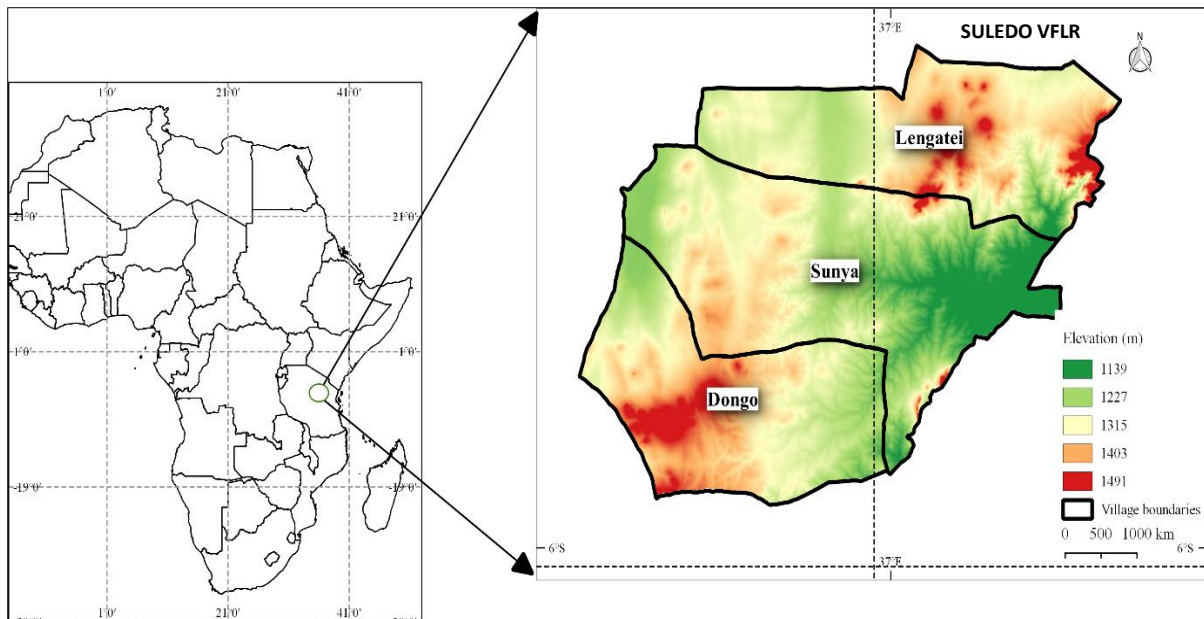 SULEDO VFLR
37°E
N
1°0' 21°0' 41°0'
Lengatei
21°0' 21°0'
Sunya
1°0' 1°0'
Elevation (m)
1139
1227
1315
1403
1491
Village boundaries
0 500 1000 km
Dongo
-19°0' -19°0'
6°S 6°S
37°E
1°0' 21°0' 41°0'